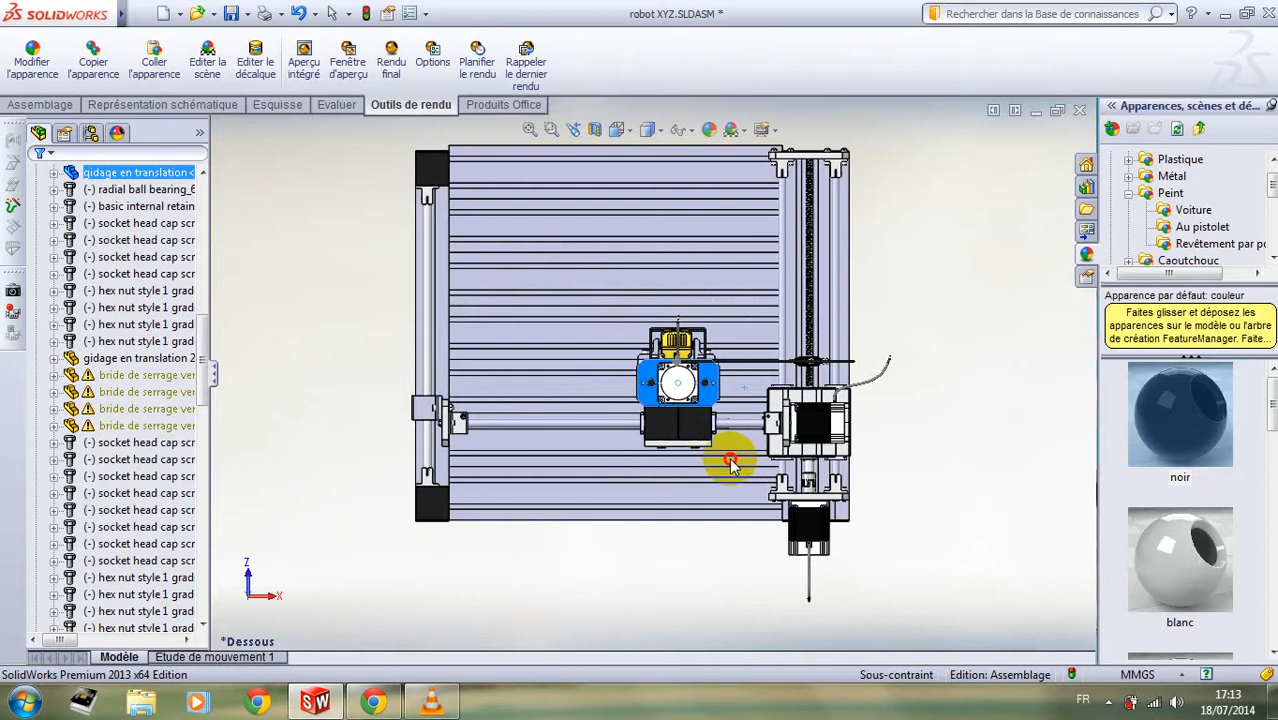 SOLIDWORKS
robot XYZ.SLDASM *
Rechercher dans la Base de connaissances
Modifier l'apparence
Copier l'apparence
Coller l'apparence
Editer la scène
Editer le décalque
Aperçu intégré
Fenêtre d'aperçu
Rendu final
Options
Planifier le rendu
Rappeler le dernier rendu
Assemblage
Représentation schématique
Esquisse
Evaluer
Outils de rendu
Produits Office
gidage en translation<
(-) radial ball bearing_6
(-) basic internal retain
(-) socket head cap scr
(-) socket head cap scr
(-) socket head cap scr
(-) socket head cap scr
(-) hex nut style 1 grad
(-) hex nut style 1 grad
(-) hex nut style 1 grad
(-) hex nut style 1 grad
gidage en translation 2
(-) bride de serrage ver
(-) bride de serrage ver
(-) bride de serrage ver
(-) bride de serrage ver
(-) socket head cap scr
(-) socket head cap scr
(-) socket head cap scr
(-) socket head cap scr
(-) socket head cap scr
(-) socket head cap scr
(-) socket head cap scr
(-) socket head cap scr
(-) hex nut style 1 grad
(-) hex nut style 1 grad
(-) hex nut style 1 grad
(-) hex nut style 1 grad
Z
X
*Dessous
Apparences, scènes et dé...
Plastique
Métal
Peint
Voiture
Au pistolet
Revêtement par po
Caoutchouc
Apparence par défaut: couleur
Faites glisser et déposez les
apparences sur le modèle ou l'arbre
de création FeatureManager. Faite...
noir
blanc
Modèle
Etude de mouvement 1
SolidWorks Premium 2013 x64 Edition
Sous-contraint
Edition: Assemblage
MMGS
FR
17:13
18/07/2014